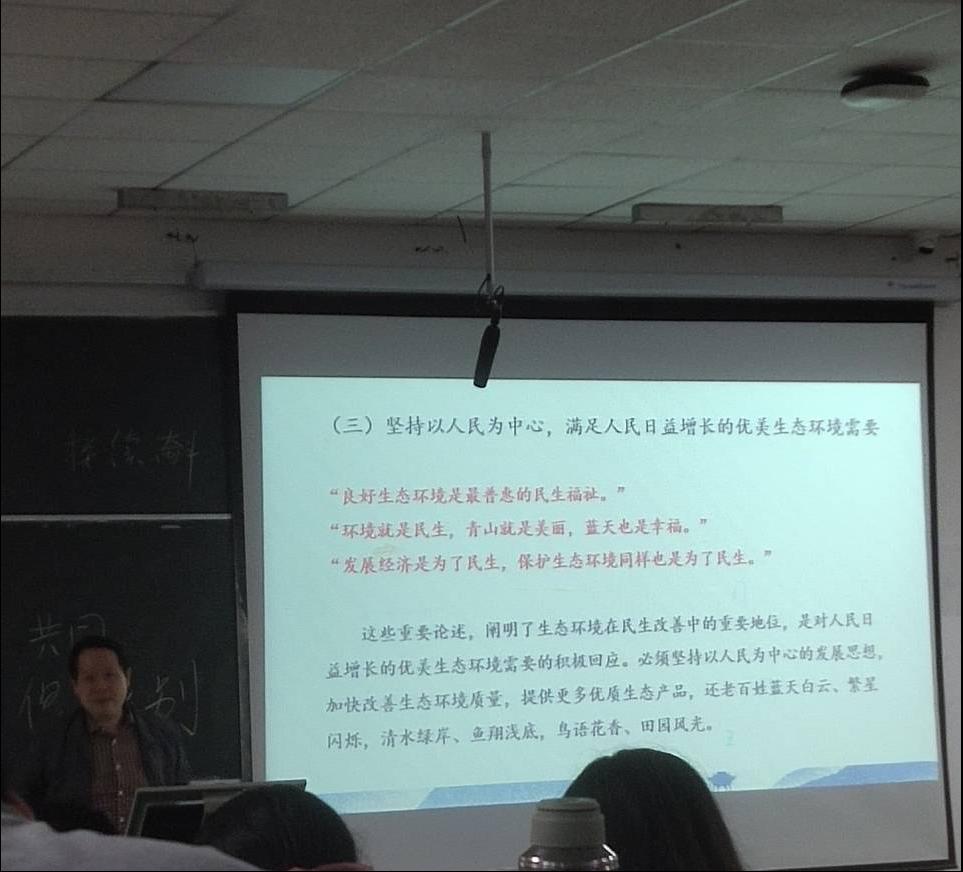 （三）坚持以人民为中心，满足人民日益增长的优美生态环境需要
“良好生态环境是最普惠的民生福祉。”
“环境就是民生，青山就是美丽，蓝天也是幸福。”
“发展经济是为了民生，保护生态环境同样也是为了民生。”
这些重要论述，阐明了生态环境在民生改善中的重要地位，是对人民日
益增长的优美生态环境需要的积极回应。必须坚持以人民为中心的发展思想，
加快改善生态环境质量，提供更多优质生态产品，还老百姓蓝天白云、繁星
闪烁，清水绿岸、鱼翔浅底，鸟语花香、田园风光。
共同
别